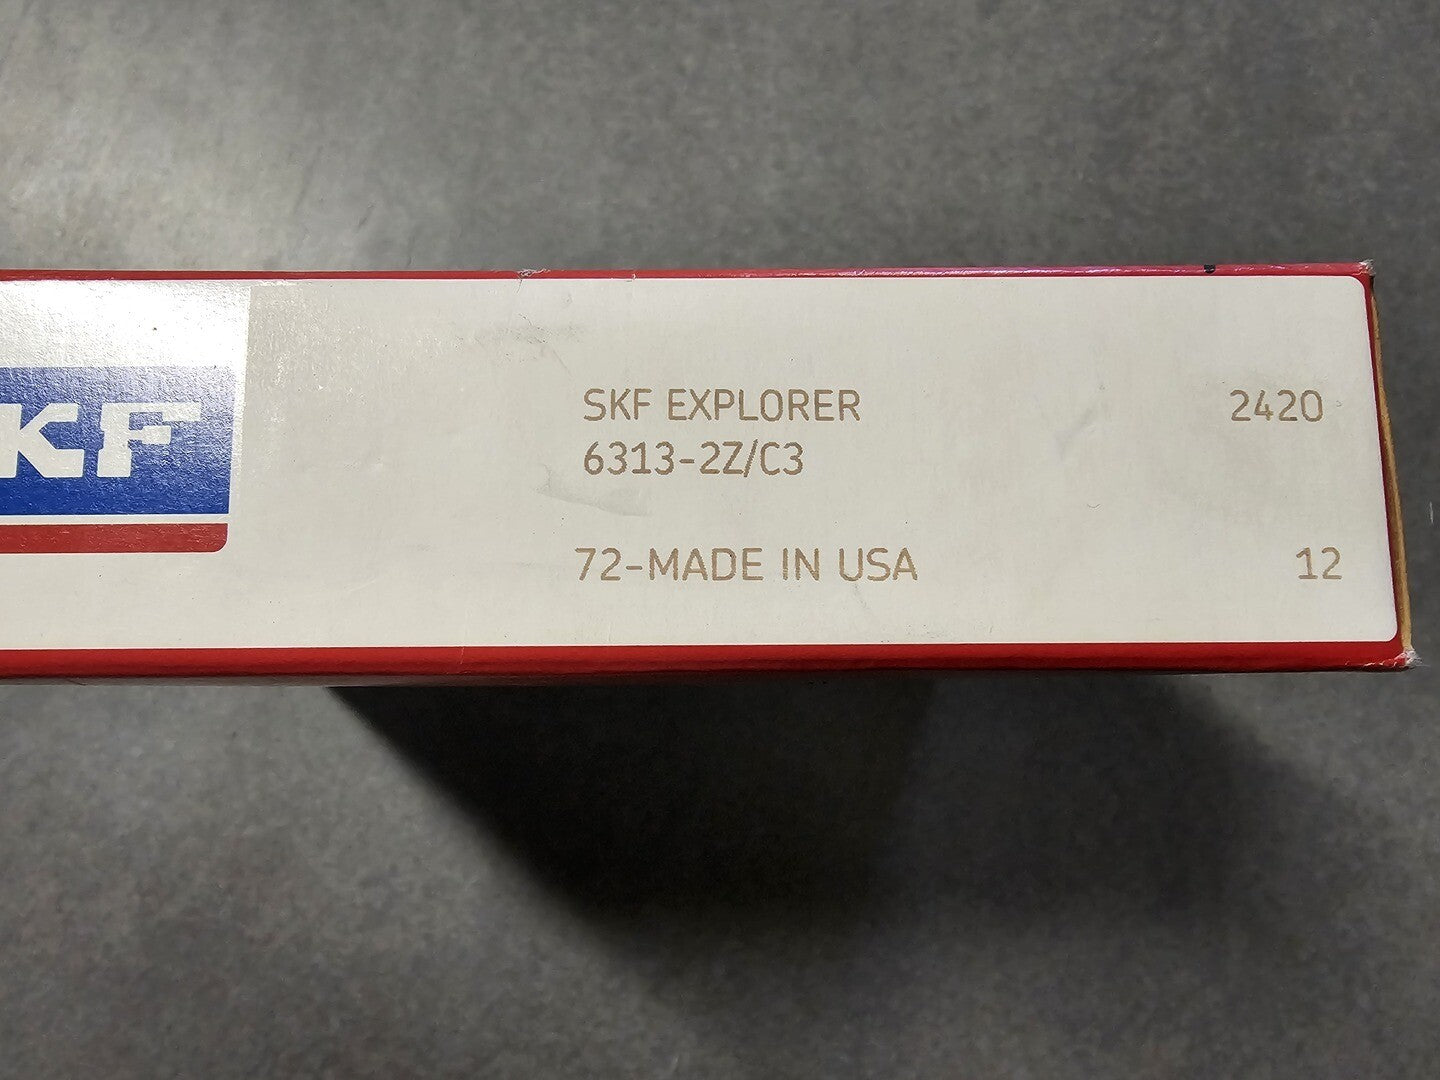 KF
SKF EXPLORER 2420
6313-2Z/C3
72-MADE IN USA 12